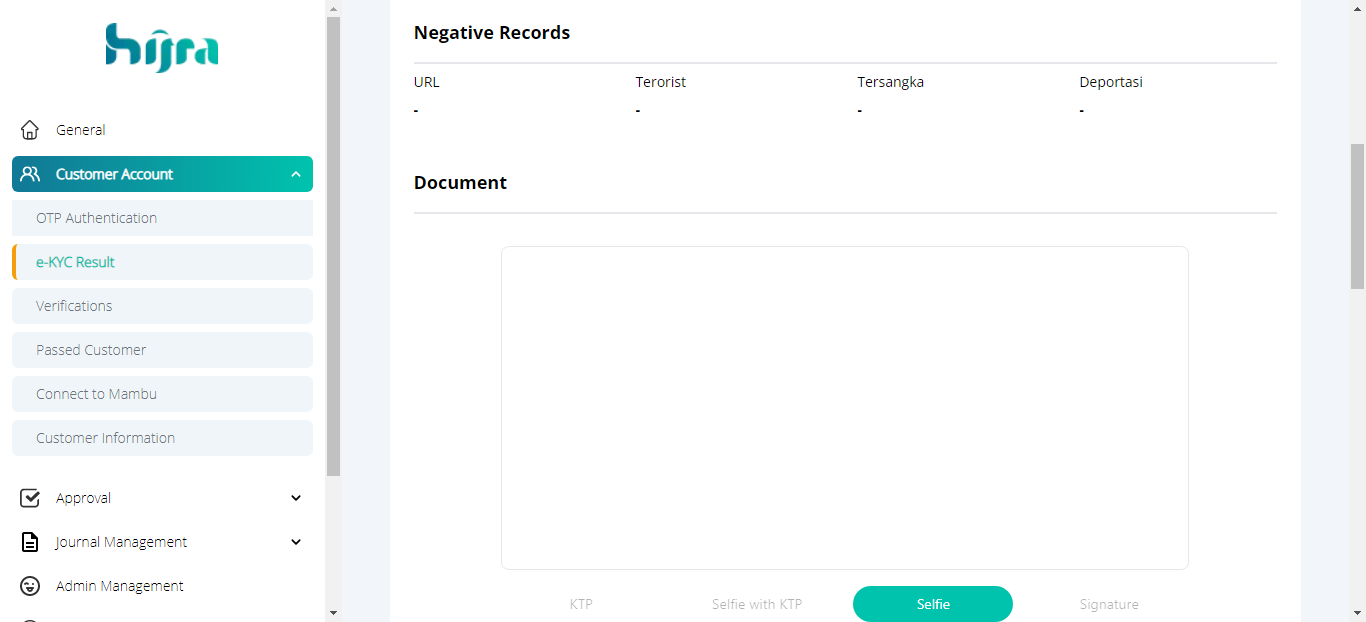 hijra
General
Customer Account
OTP Authentication
e-KYC Result
Verifications
Passed Customer
Connect to Mambu
Customer Information
Approval
Journal Management
Admin Management
Negative Records
URL Terorist Tersangka Deportasi
- - - -
Document
KTP Selfie with KTP Selfie Signature